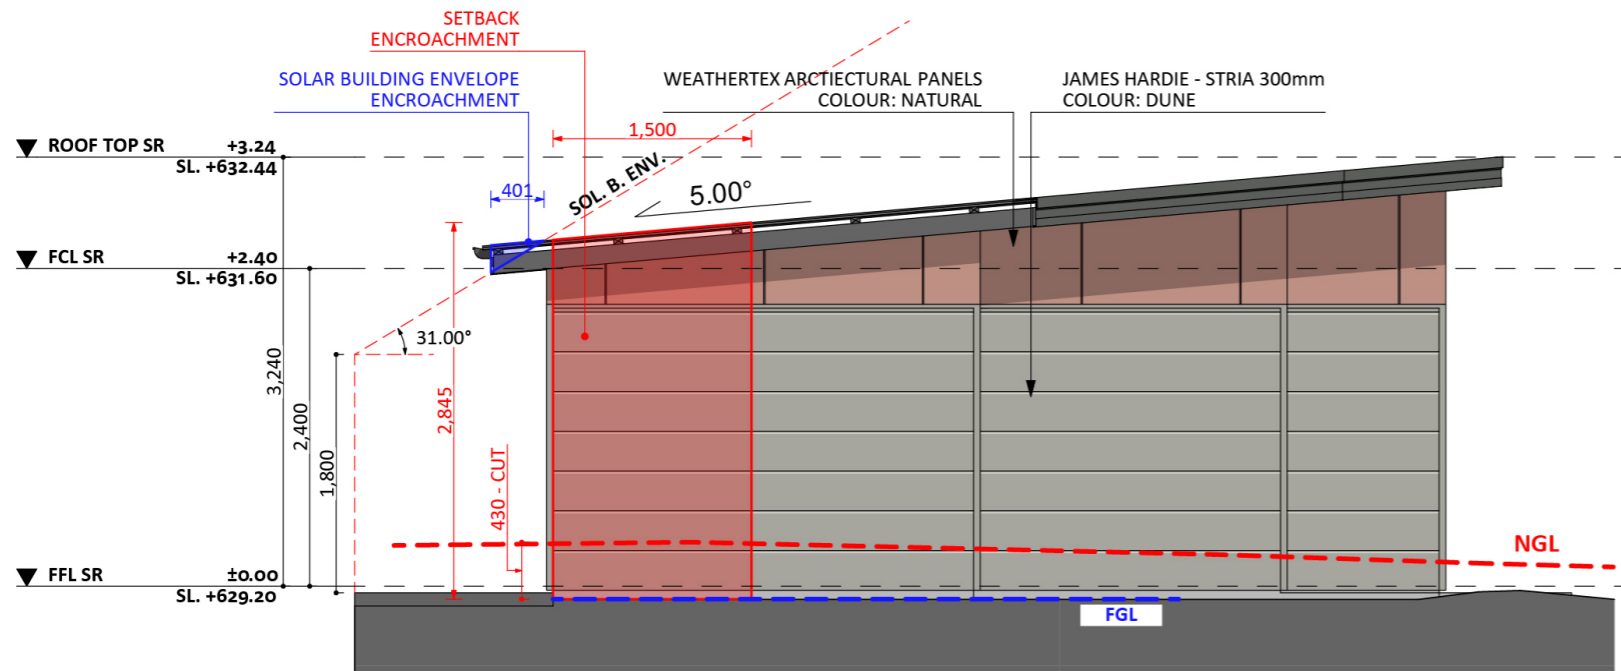 SETBACK
ENCROACHMENT
SOLAR BUILDING ENVELOPE
ENCROACHMENT
WEATHERTEX ARCTIECTURAL PANELS
COLOUR: NATURAL
JAMES HARDIE - STRIA 300mm
COLOUR: DUNE
1,500
ROOF TOP SR +3.24
SL. +632.44
401
SOL. B. ENV.
5.00°
FCL SR +2.40
SL. +631.60
31.00°
3,240
2,400
1,800
2,845
430 - CUT
NGL
FFL SR ±0.00
SL. +629.20
FGL